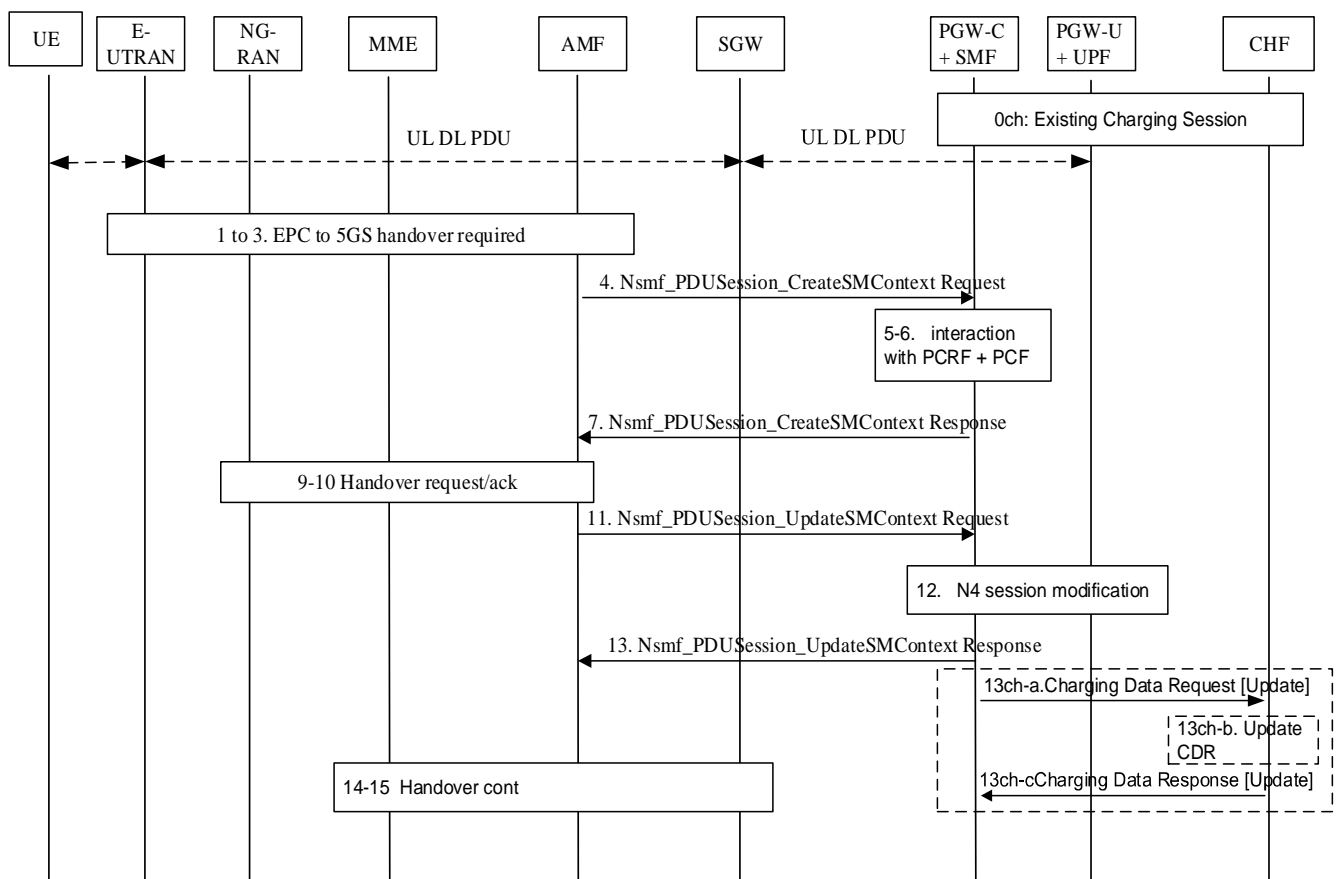 UE
E-
UTRAN
NG-
RAN
MME
AMF
SGW
PGW-C
+ SMF
PGW-U
+ UPF
CHF
0ch: Existing Charging Session
UL DL PDU
UL DL PDU
1 to 3. EPC to 5GS handover required
4. Nsmf_PDUSession_CreateSMContext Request
5-6. interaction
with PCRF + PCF
7. Nsmf_PDUSession_CreateSMContext Response
9-10 Handover request/ack
11. Nsmf_PDUSession_UpdateSMContext Request
12. N4 session modification
13. Nsmf_PDUSession_UpdateSMContext Response
13ch-a.Charging Data Request [Update]
13ch-b. Update
CDR
13ch-cCharging Data Response [Update]
14-15 Handover cont